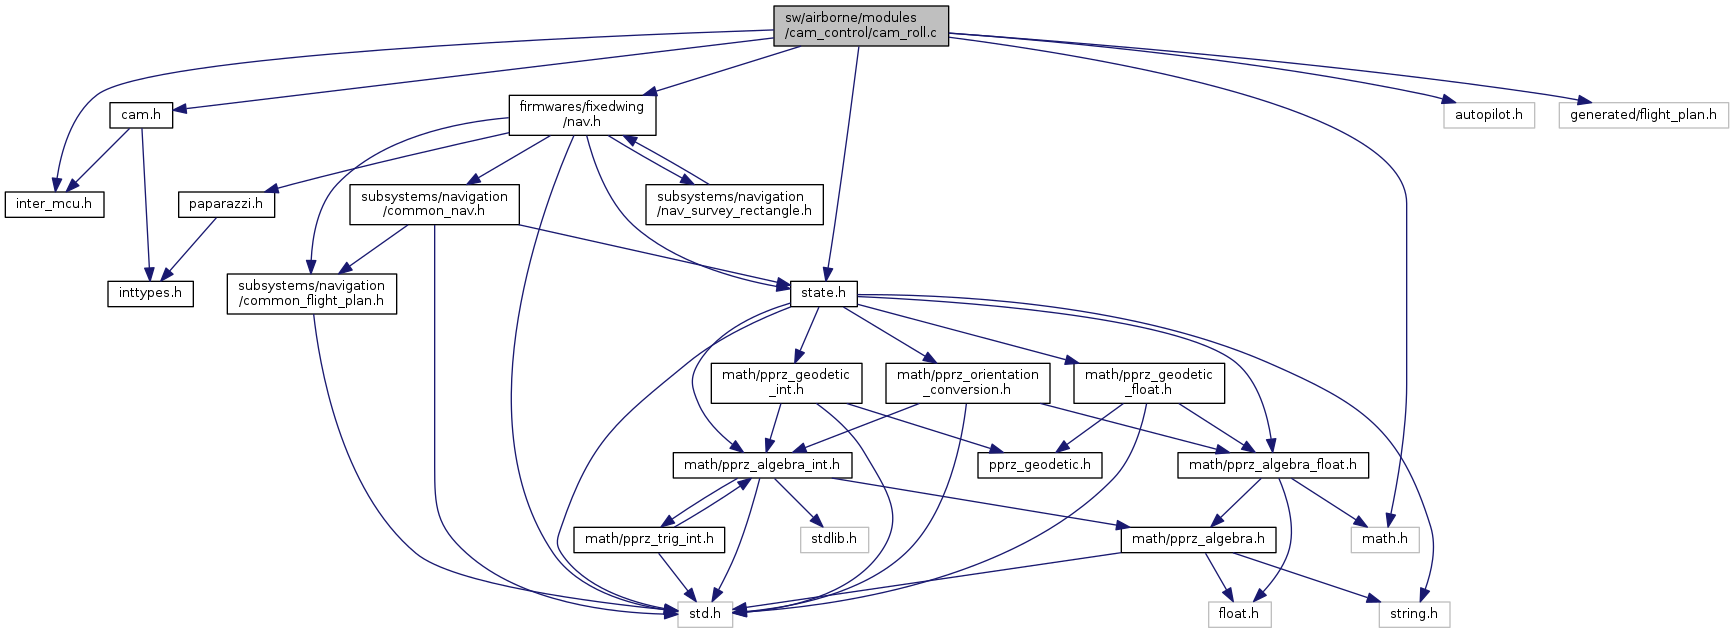 sw/airborne/modules
/cam_control/cam_roll.c
cam.h
firmwares/fixedwing
/nav.h
autopilot.h
generated/flight_plan.h
inter_mcu.h
paparazzi.h
subsystems/navigation
/common_nav.h
subsystems/navigation
/nav_survey_rectangle.h
inttypes.h
subsystems/navigation
/common_flight_plan.h
state.h
math/pprz_geodetic
_int.h
math/pprz_orientation
_conversion.h
math/pprz_geodetic
_float.h
math/pprz_algebra_int.h
pprz_geodetic.h
math/pprz_algebra_float.h
math/pprz_trig_int.h
stdlib.h
math/pprz_algebra.h
math.h
std.h
float.h
string.h